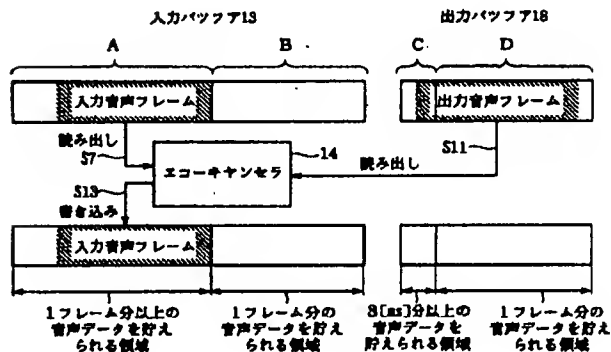 入力バツフア13
出力バツフア18
A
B
C
D
入力音声フレーム
出力音声フレーム
読み出し
S7
S13
書き込み
エコーキヤンセラ
14
読み出し
S11
入力音声フレーム
1フレーム分以上の
音声データを貯え
られる領域
1フレーム分の
音声データを貯え
られる領域
8[ms]分以上の
音声データを
貯えられる領域
1フレーム分の
音声データを貯え
られる領域